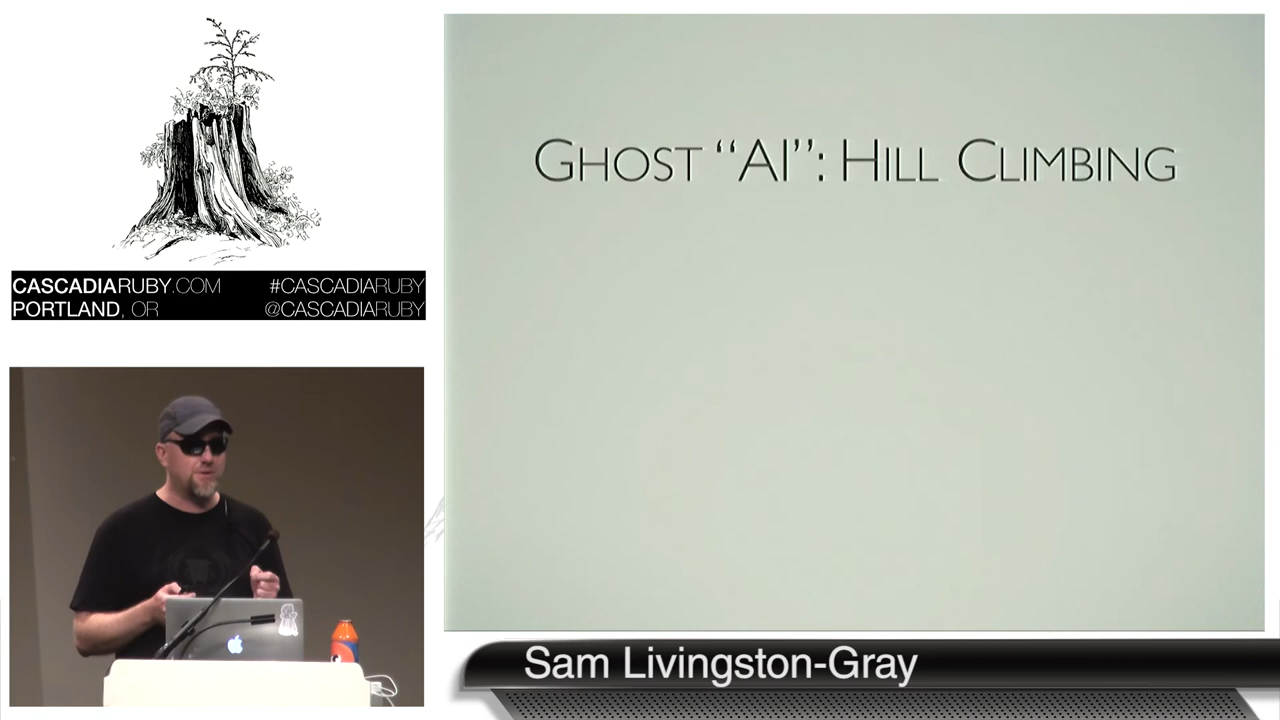 CASCADIARUBY.COM #CASCADIARUBY
PORTLAND, OR @CASCADIARUBY
GHOST “AI”: HILL CLIMBING
Sam Livingston-Gray